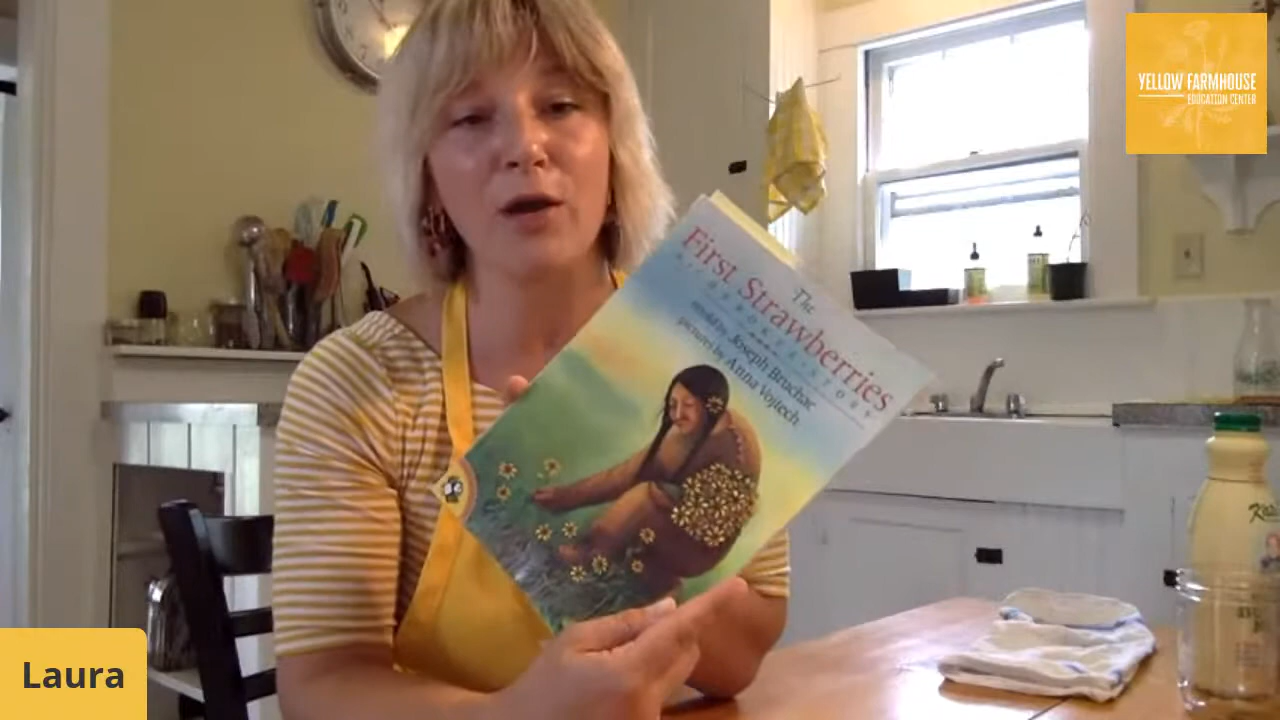 YELLOW FARMHOUSE
EDUCATION CENTER
The
First Strawberries
retold by Joseph Bruchac
pictures by Anna Vojtech
Laura